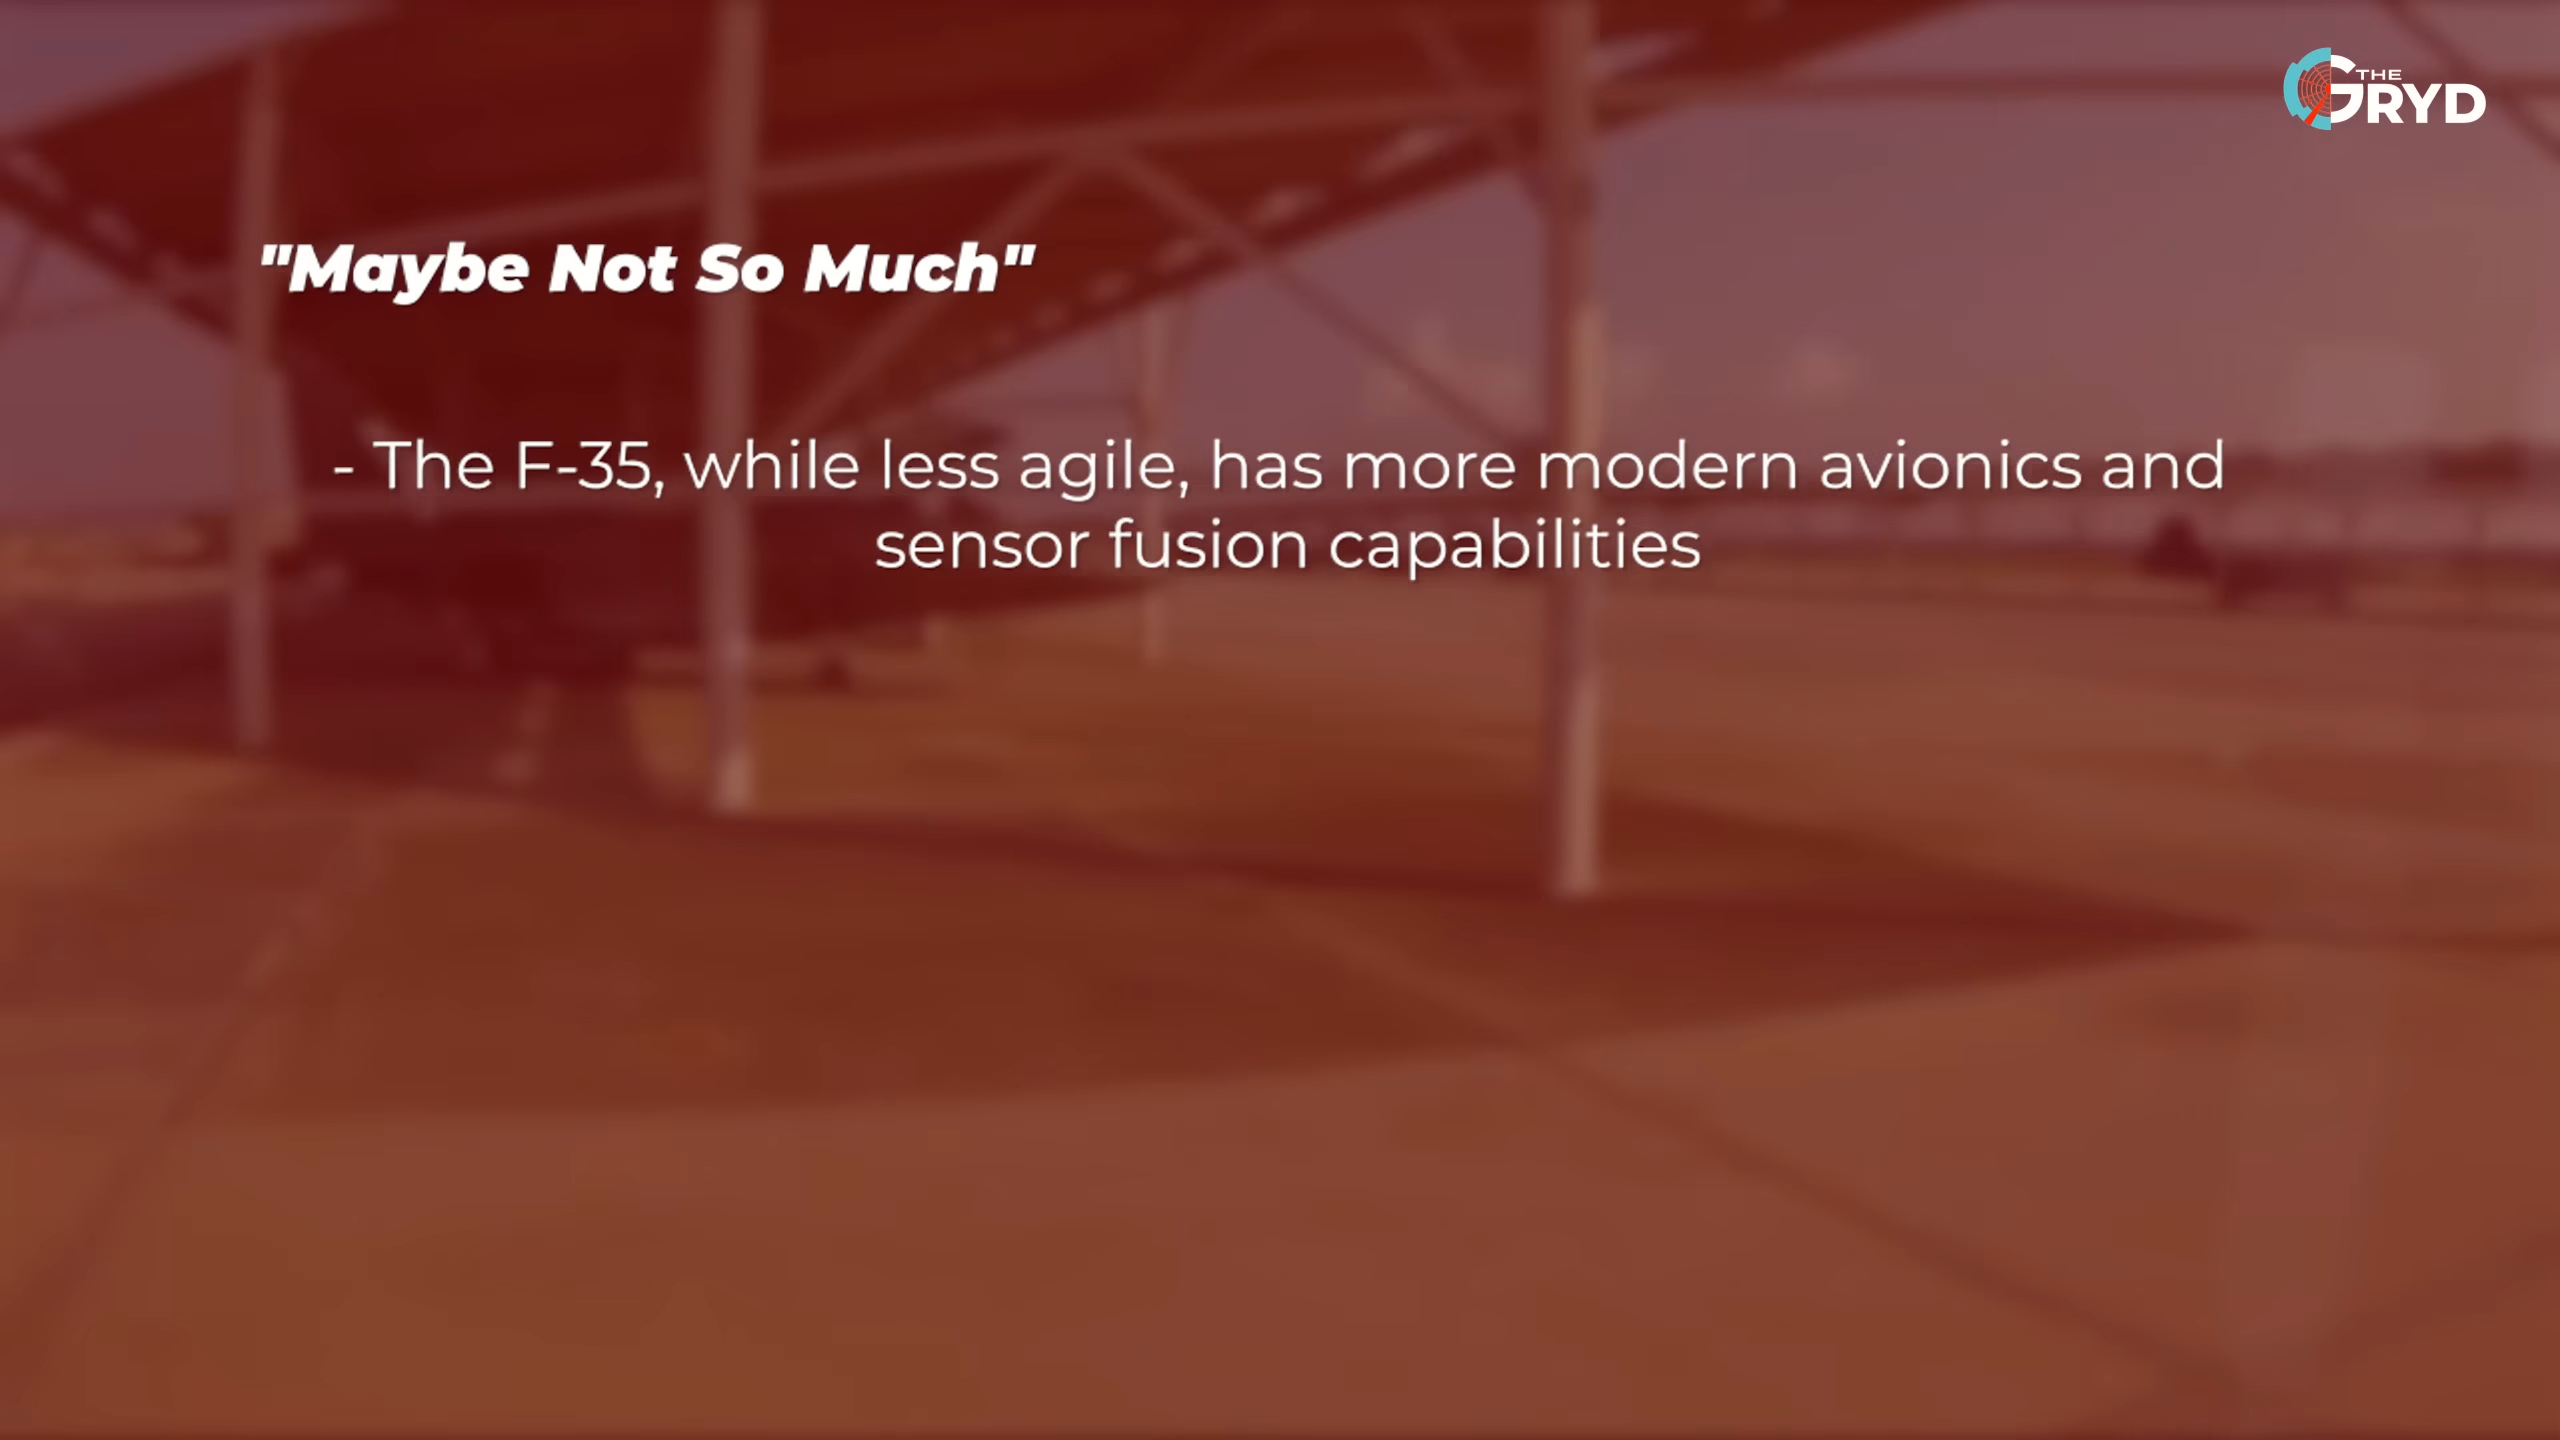 THE
GRYD
"Maybe Not So Much"
- The F-35, while less agile, has more modern avionics and
sensor fusion capabilities